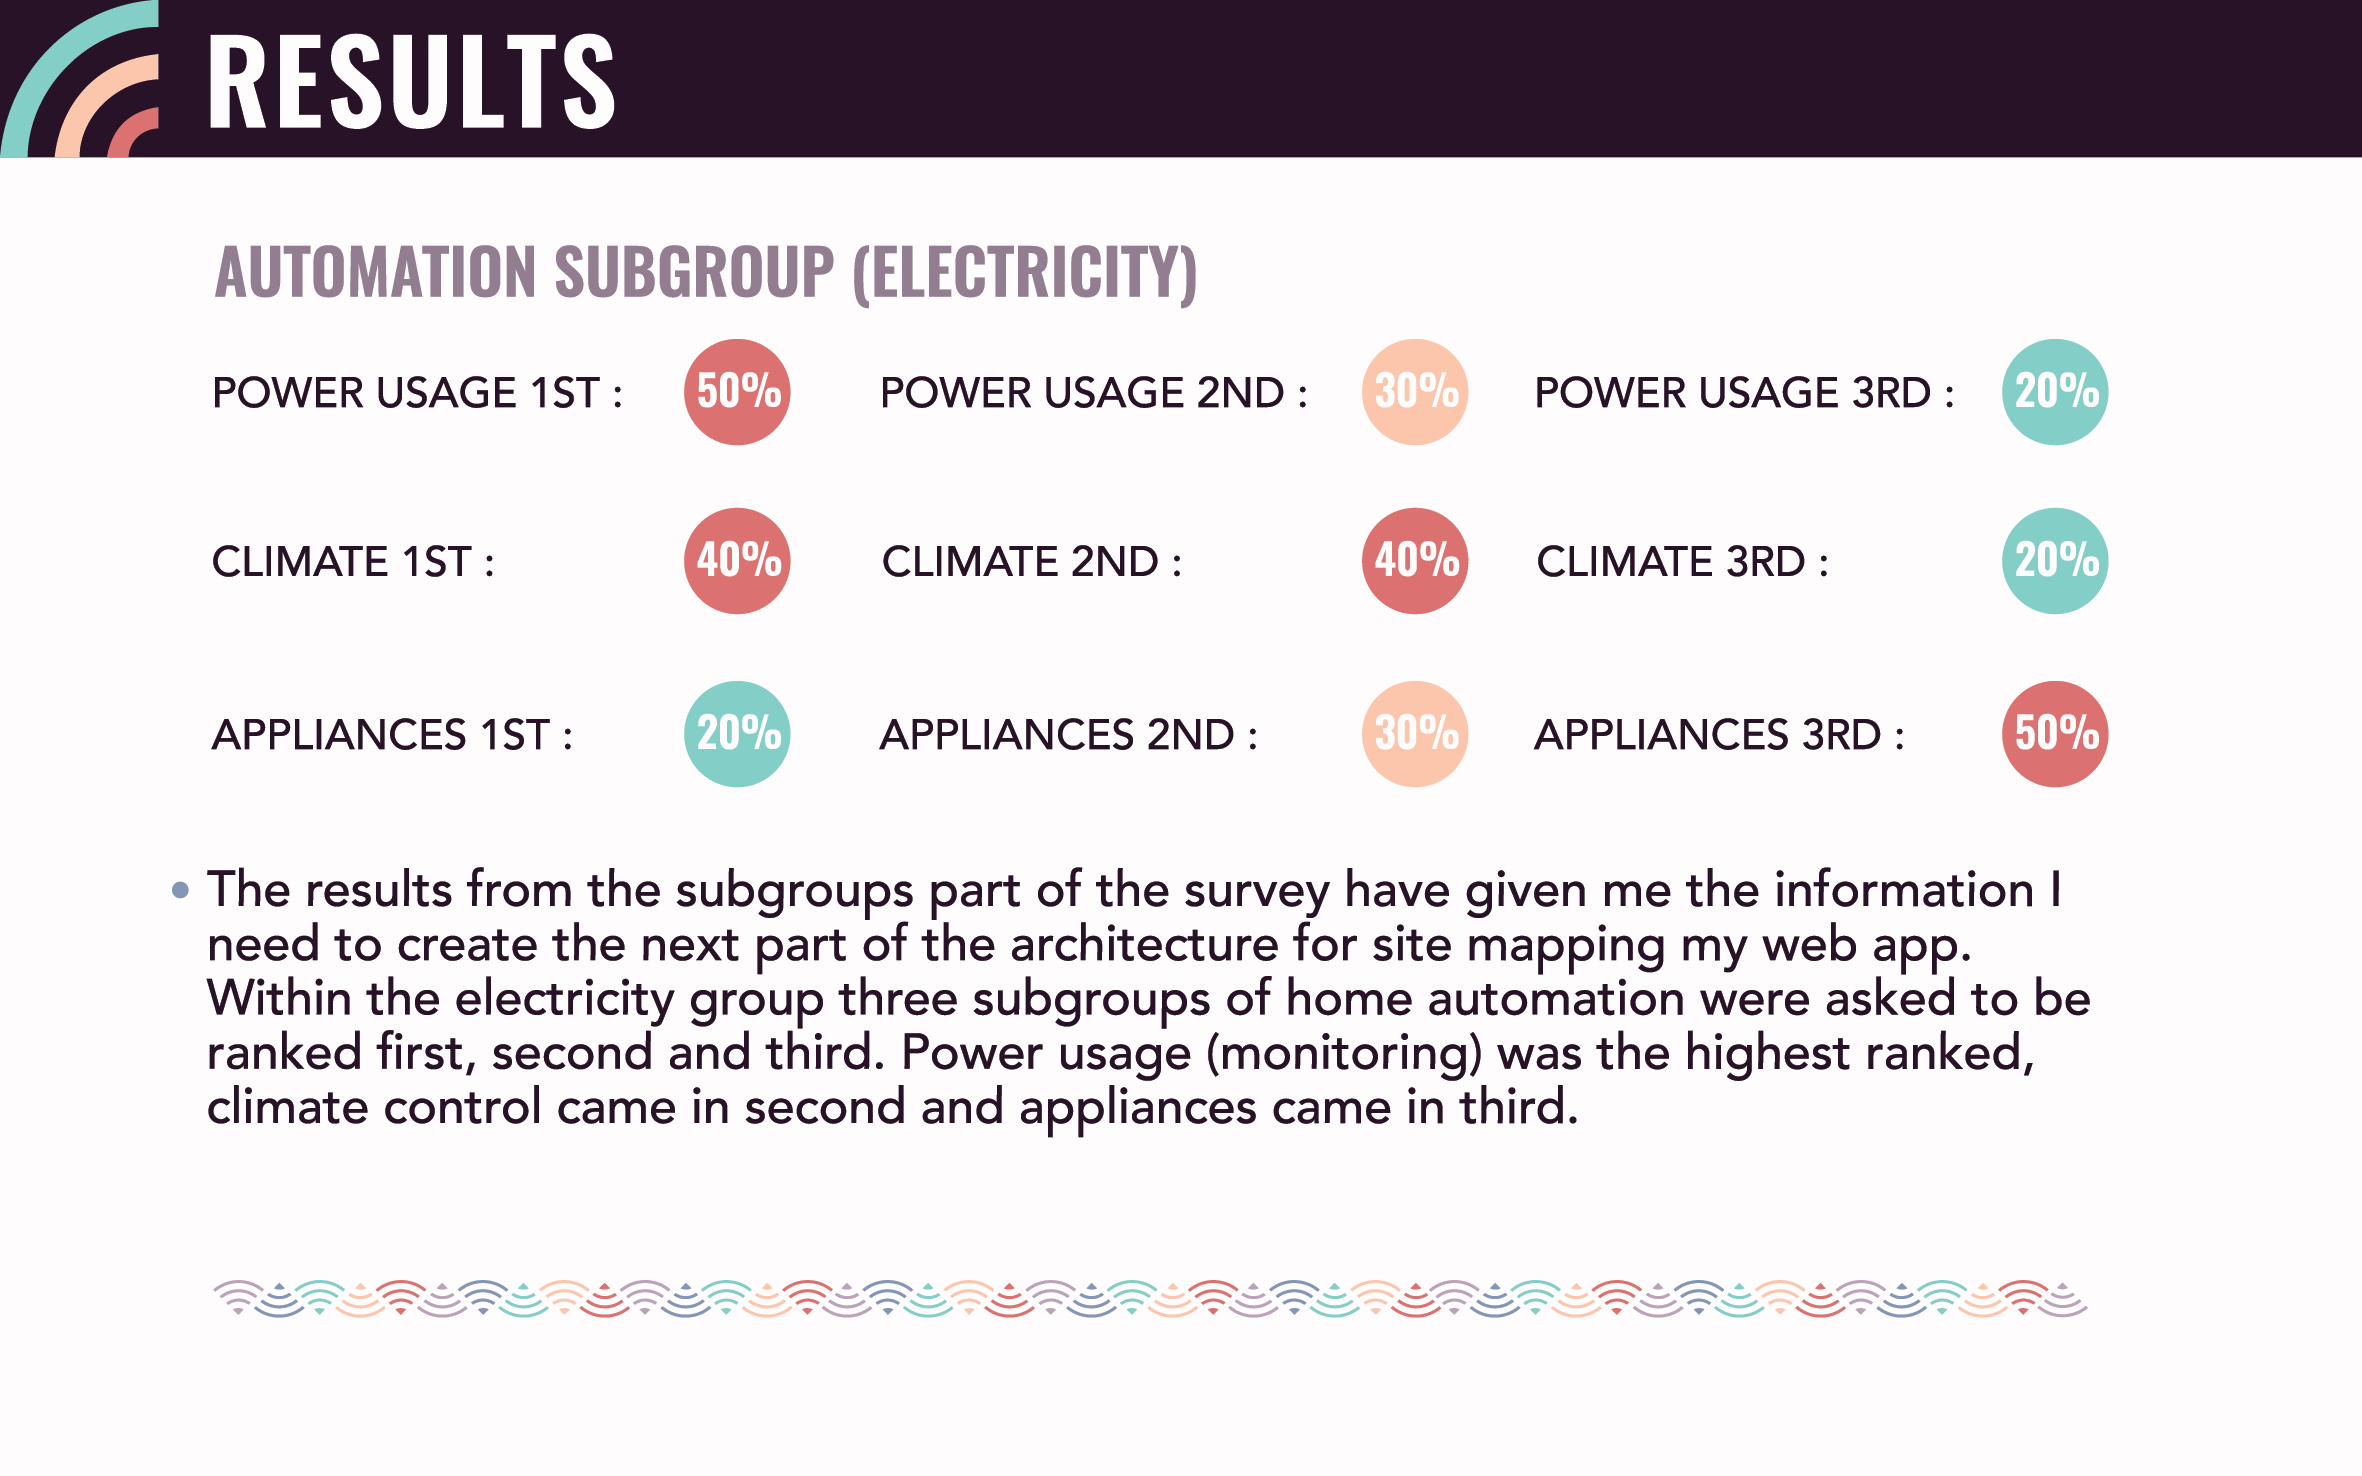 RESULTS
AUTOMATION SUBGROUP (ELECTRICITY)
POWER USAGE 1ST : 50% POWER USAGE 2ND : 30% POWER USAGE 3RD : 20%
CLIMATE 1ST : 40% CLIMATE 2ND : 40% CLIMATE 3RD : 20%
APPLIANCES 1ST : 20% APPLIANCES 2ND : 30% APPLIANCES 3RD : 50%
• The results from the subgroups part of the survey have given me the information I
need to create the next part of the architecture for site mapping my web app.
Within the electricity group three subgroups of home automation were asked to be
ranked first, second and third. Power usage (monitoring) was the highest ranked,
climate control came in second and appliances came in third.